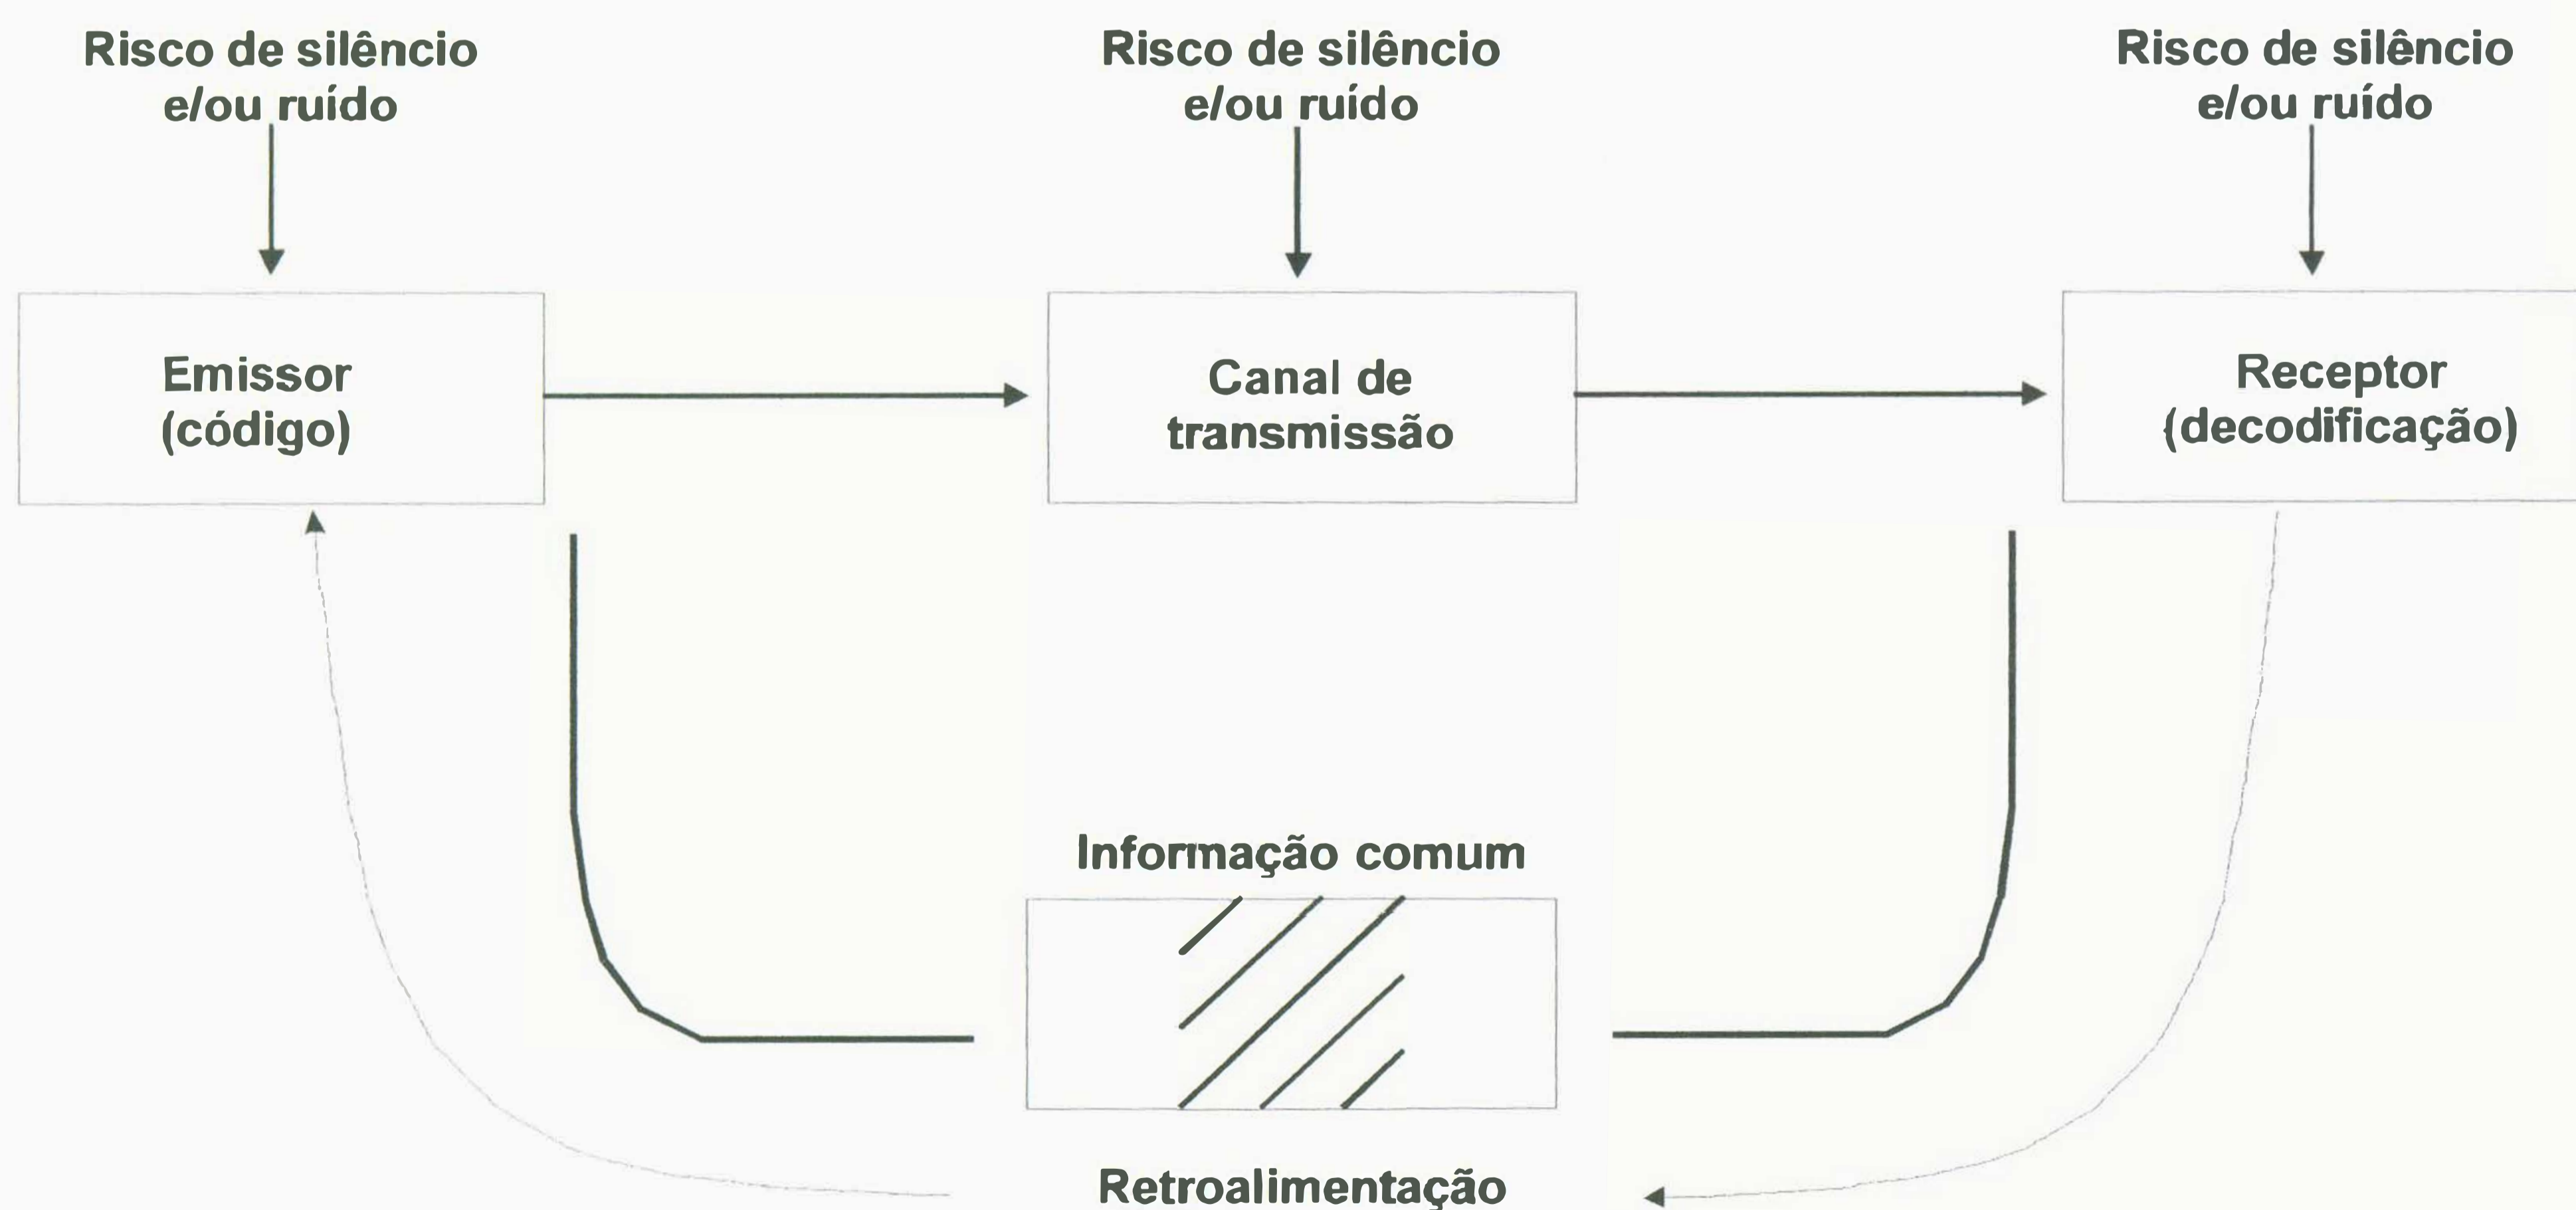 Risco de silêncio
e/ou ruído
Risco de silêncio
e/ou ruído
Risco de silêncio
e/ou ruído
Emissor
(código)
Canal de
transmissão
Receptor
(decodificação)
Informação comum
Retroalimentação